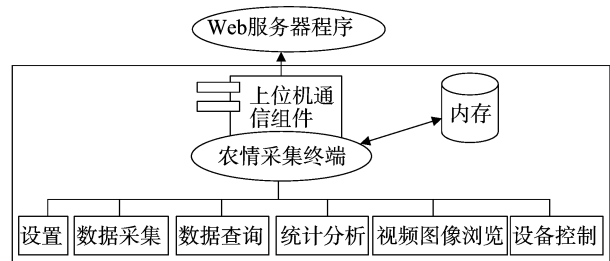 Web服务器程序
上位机通
信组件
内存
农情采集终端
设置
数据采集
数据查询
统计分析
视频图像浏览
设备控制